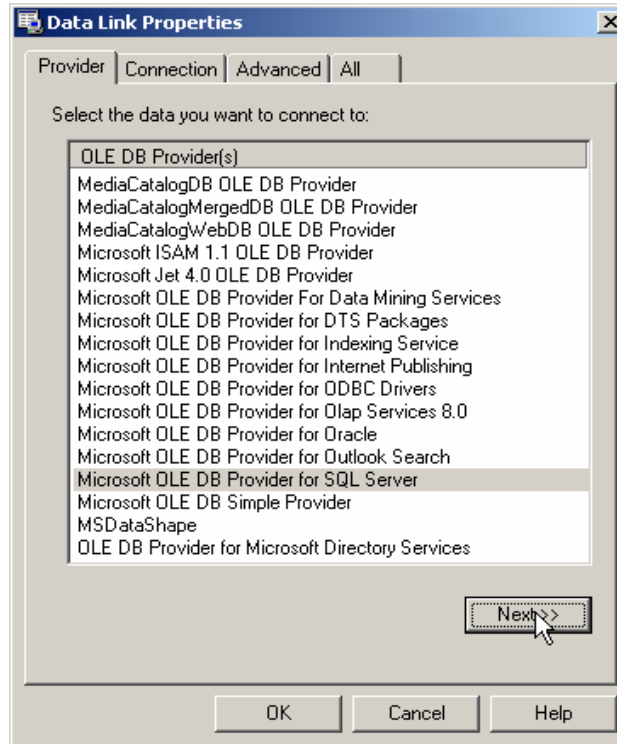 Data Link Properties
Provider Connection Advanced All
Select the data you want to connect to:
OLE DB Provider(s)
MediaCatalogDB OLE DB Provider
MediaCatalogMergedDB OLE DB Provider
MediaCatalogWebDB OLE DB Provider
Microsoft ISAM 1.1 OLE DB Provider
Microsoft Jet 4.0 OLE DB Provider
Microsoft OLE DB Provider For Data Mining Services
Microsoft OLE DB Provider for DTS Packages
Microsoft OLE DB Provider for Indexing Service
Microsoft OLE DB Provider for Internet Publishing
Microsoft OLE DB Provider for ODBC Drivers
Microsoft OLE DB Provider for Olap Services 8.0
Microsoft OLE DB Provider for Oracle
Microsoft OLE DB Provider for Outlook Search
Microsoft OLE DB Provider for SQL Server
Microsoft OLE DB Simple Provider
MSDataShape
OLE DB Provider for Microsoft Directory Services
Next >>
OK Cancel Help